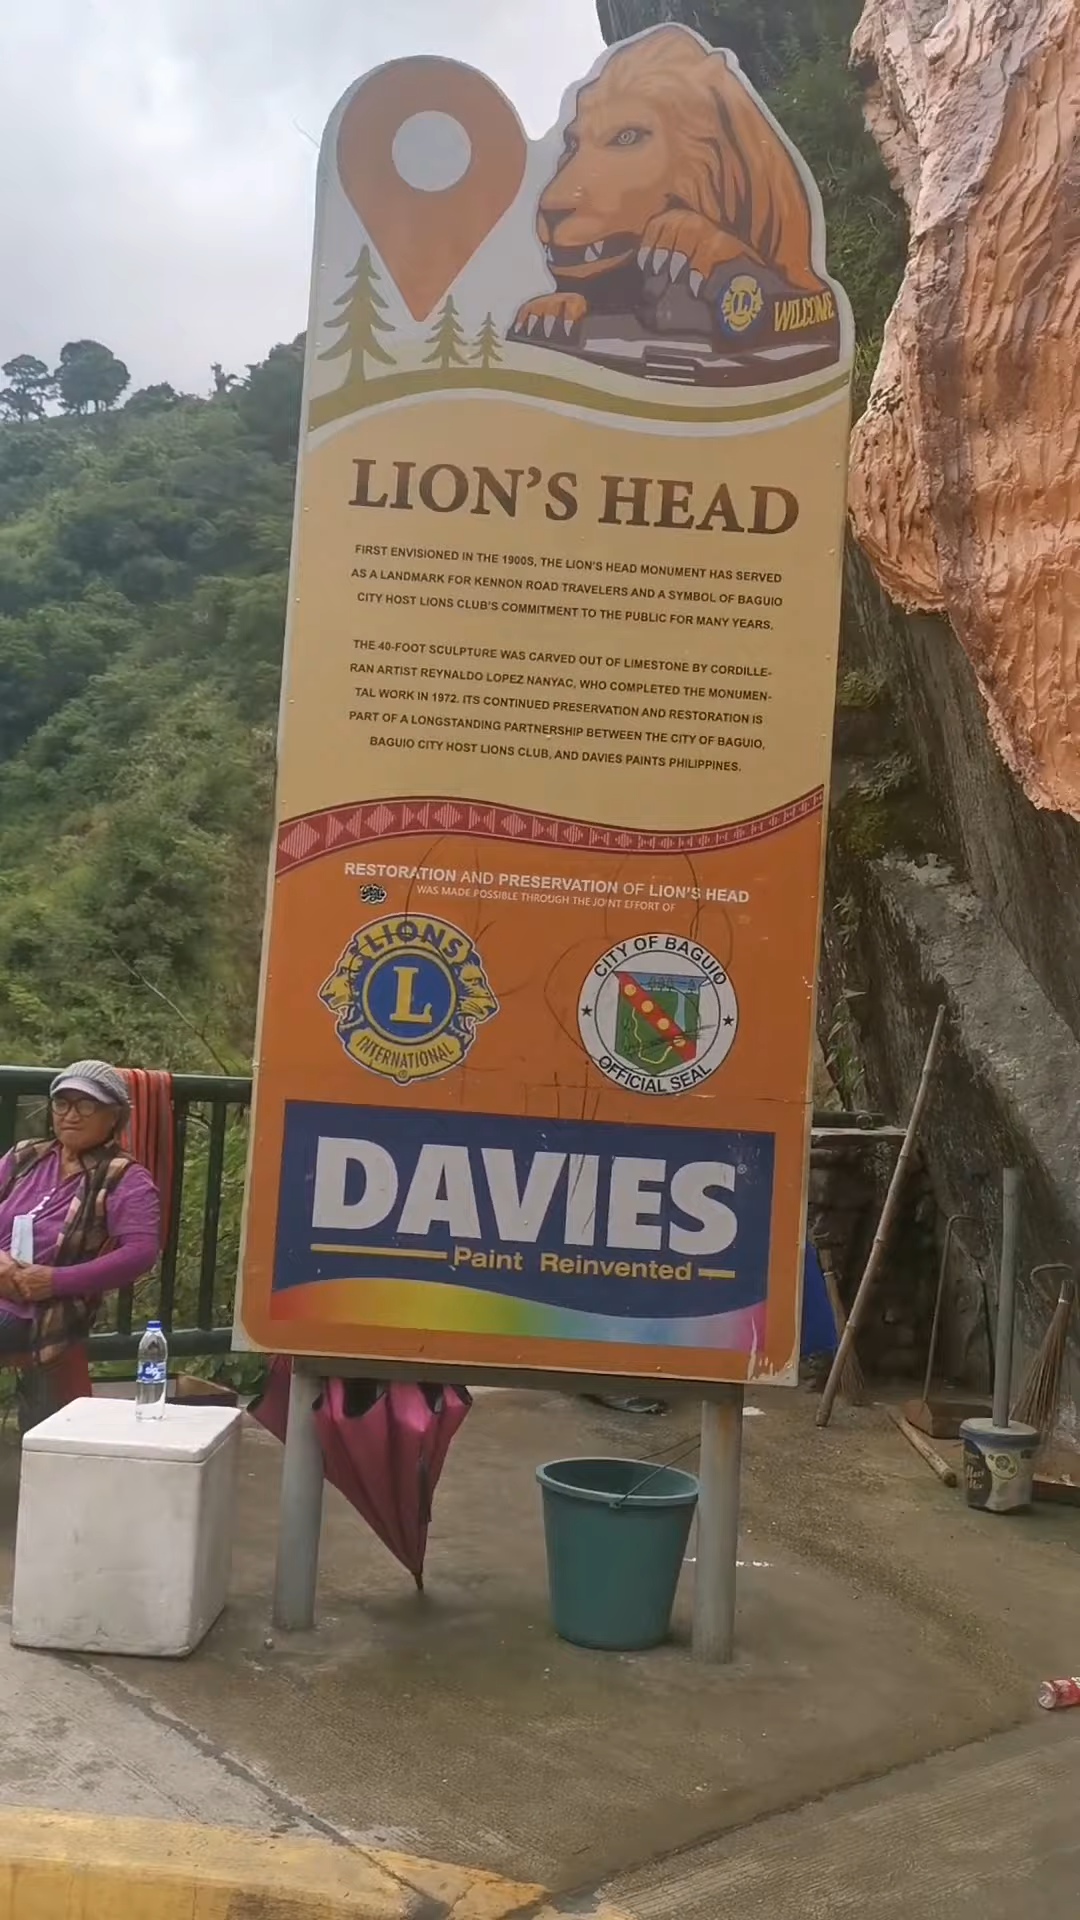 L
WELCOME
LION'S HEAD
FIRST ENVISIONED IN THE 1900S, THE LION'S HEAD MONUMENT HAS SERVED
AS A LANDMARK FOR KENNON ROAD TRAVELERS AND A SYMBOL OF BAGUIO
CITY HOST LIONS CLUB'S COMMITMENT TO THE PUBLIC FOR MANY YEARS.
THE 40-FOOT SCULPTURE WAS CARVED OUT OF LIMESTONE BY CORDILLE-
RAN ARTIST REYNALDO LOPEZ NANYAC, WHO COMPLETED THE MONUMEN-
TAL WORK IN 1972. ITS CONTINUED PRESERVATION AND RESTORATION IS
PART OF A LONGSTANDING PARTNERSHIP BETWEEN THE CITY OF BAGUIO,
BAGUIO CITY HOST LIONS CLUB, AND DAVIES PAINTS PHILIPPINES.
RESTORATION AND PRESERVATION OF LION'S HEAD
WAS MADE POSSIBLE THROUGH THE JOINT EFFORT OF
LIONS
L
INTERNATIONAL
®
CITY OF BAGUIO
OFFICIAL SEAL
DAVIES®
Paint Reinvented